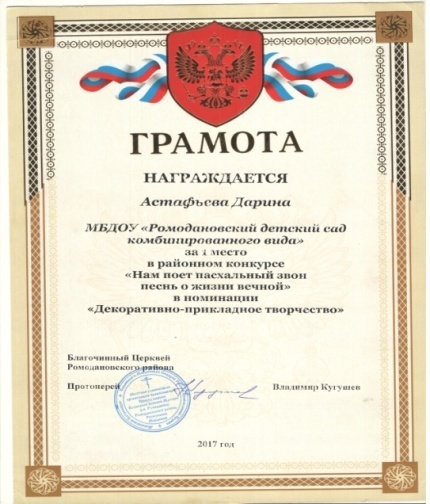 ГРАМОТА
НАГРАЖДАЕТСЯ
Астафьева Дарина
МБДОУ «Ромодановский детский сад
комбинированного вида»
за 1 место
в районном конкурсе
«Нам поет пасхальный звон
песнь о жизни вечной»
в номинации
«Декоративно-прикладное творчество»
Благочинный Церквей
Ромодановского района
Протоиерей Владимир Кугушев
2017 год